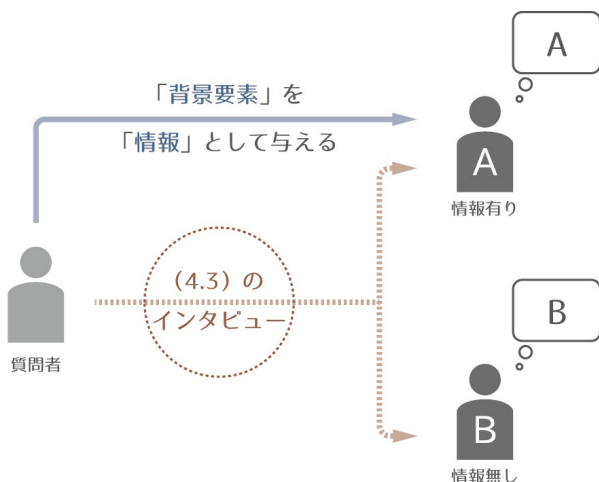 A
「背景要素」を
「情報」として与える
A
情報有り
(4.3)の
インタビュー
質問者
B
B
情報無し